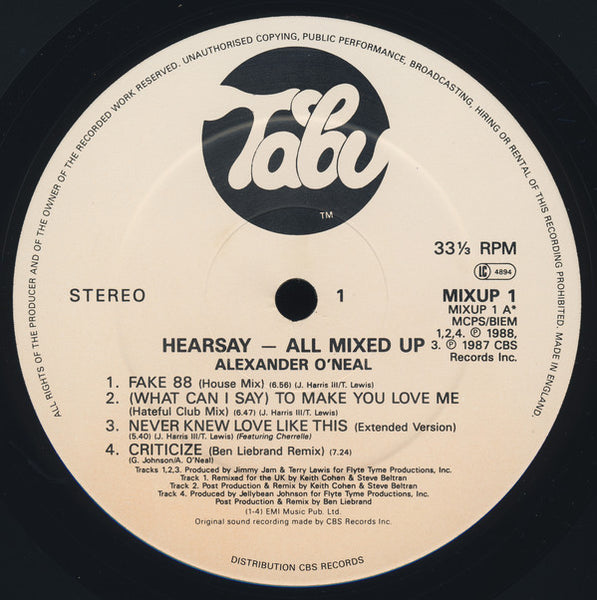 ALL RIGHTS OF THE PRODUCER AND OF THE OWNER OF THE RECORDED WORK RESERVED. UNAUTHORISED COPYING, PUBLIC PERFORMANCE, BROADCASTING, HIRING OR RENTAL OF THIS RECORDING PROHIBITED. MADE IN ENGLAND
Tabu
TM
33⅓ RPM
LC 4894
STEREO
1
MIXUP 1
MIXUP 1 A*
MCPS/BIEM
1,2,4. ℗ 1988,
3. ℗ 1987 CBS
Records Inc.
HEARSAY — ALL MIXED UP
ALEXANDER O'NEAL
1. FAKE 88 (House Mix) (6.56) (J. Harris III/T. Lewis)
2. (WHAT CAN I SAY) TO MAKE YOU LOVE ME
(Hateful Club Mix) (6.47) (J. Harris III/T. Lewis)
3. NEVER KNEW LOVE LIKE THIS (Extended Version)
(5.40) (J. Harris III/T. Lewis) (Featuring Cherrelle)
4. CRITICIZE (Ben Liebrand Remix) (7.24)
(G. Johnson/A. O'Neal)
Tracks 1,2,3. Produced by Jimmy Jam & Terry Lewis for Flyte Tyme Productions, Inc.
Track 1. Remixed for the UK by Keith Cohen & Steve Beltran
Track 2. Post Production & Remix by Keith Cohen & Steve Beltran
Track 4. Produced by Jellybean Johnson for Flyte Tyme Productions, Inc.
Post Production & Remix by Ben Liebrand
(1-4) EMI Music Pub. Ltd.
Original sound recording made by CBS Records Inc.
DISTRIBUTION CBS RECORDS